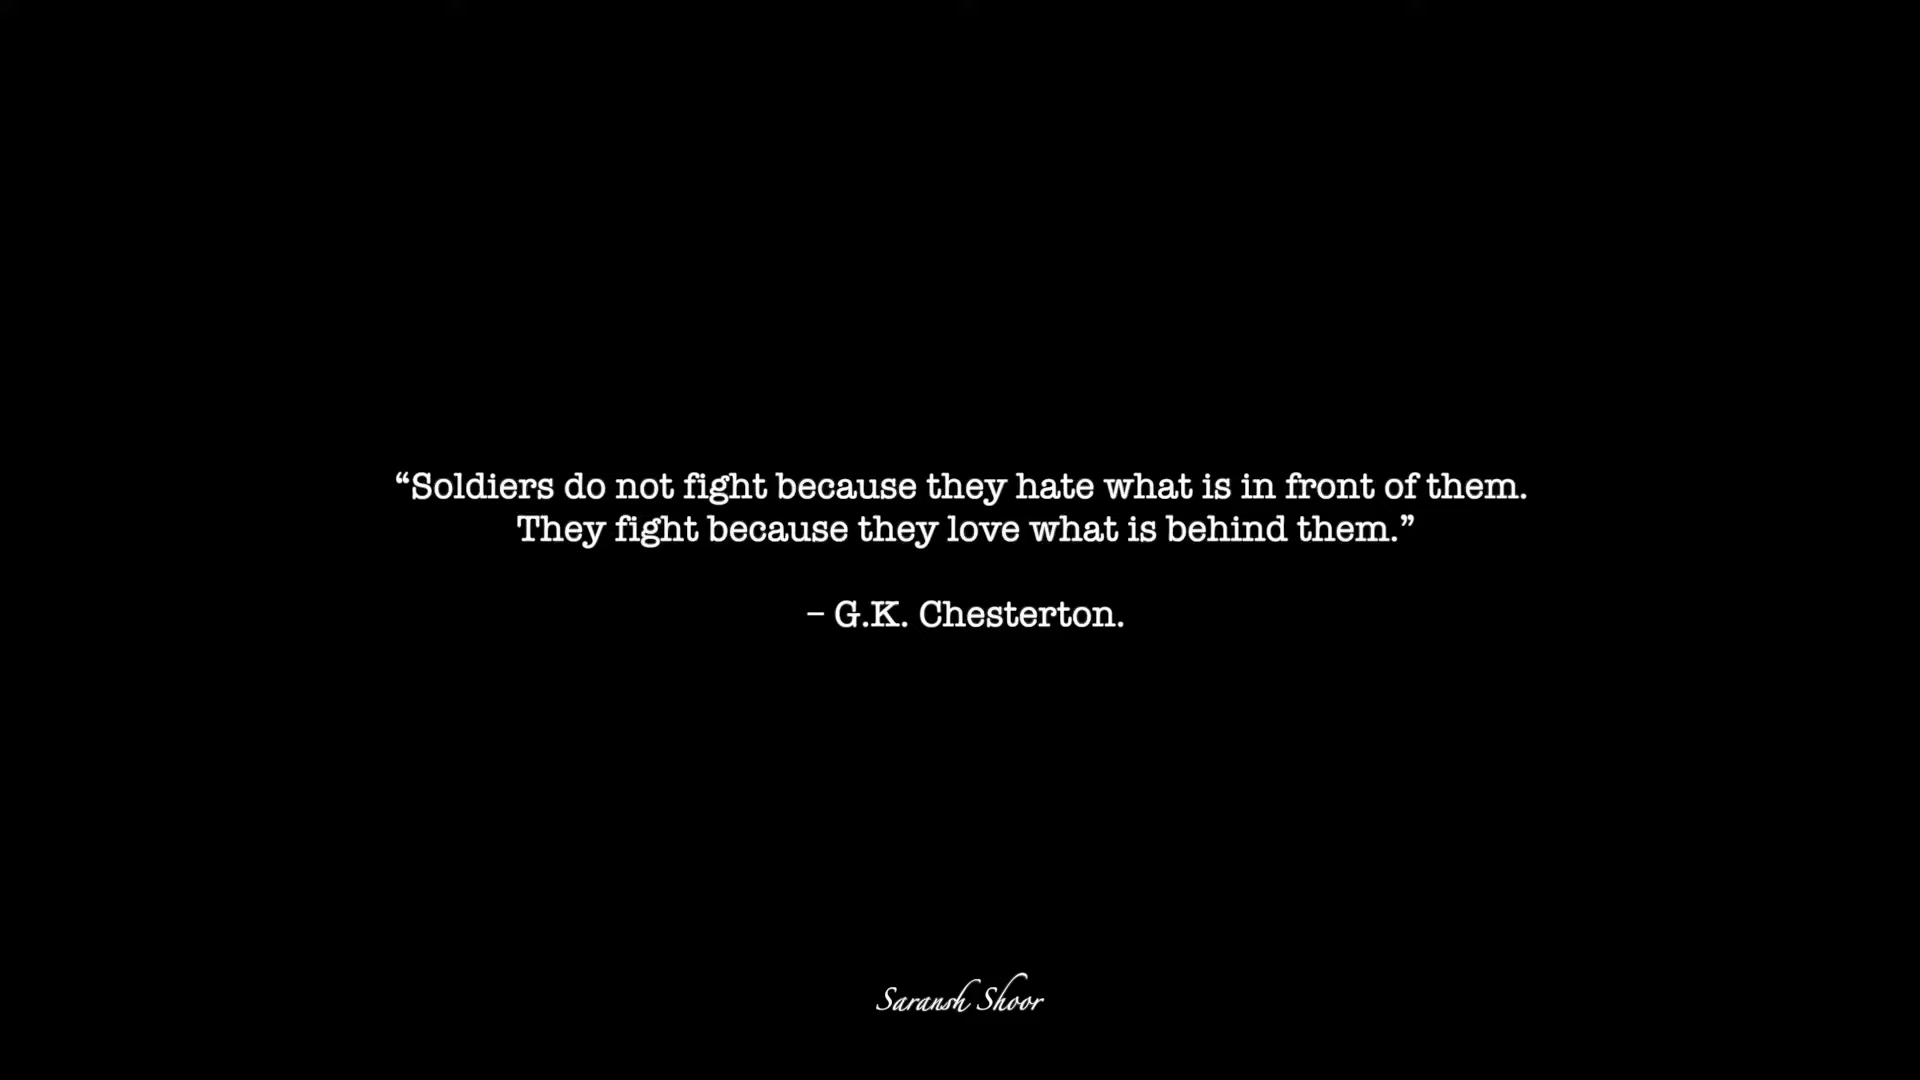 “Soldiers do not fight because they hate what is in front of them.
They fight because they love what is behind them.”
– G.K. Chesterton.
Saransh Shoor